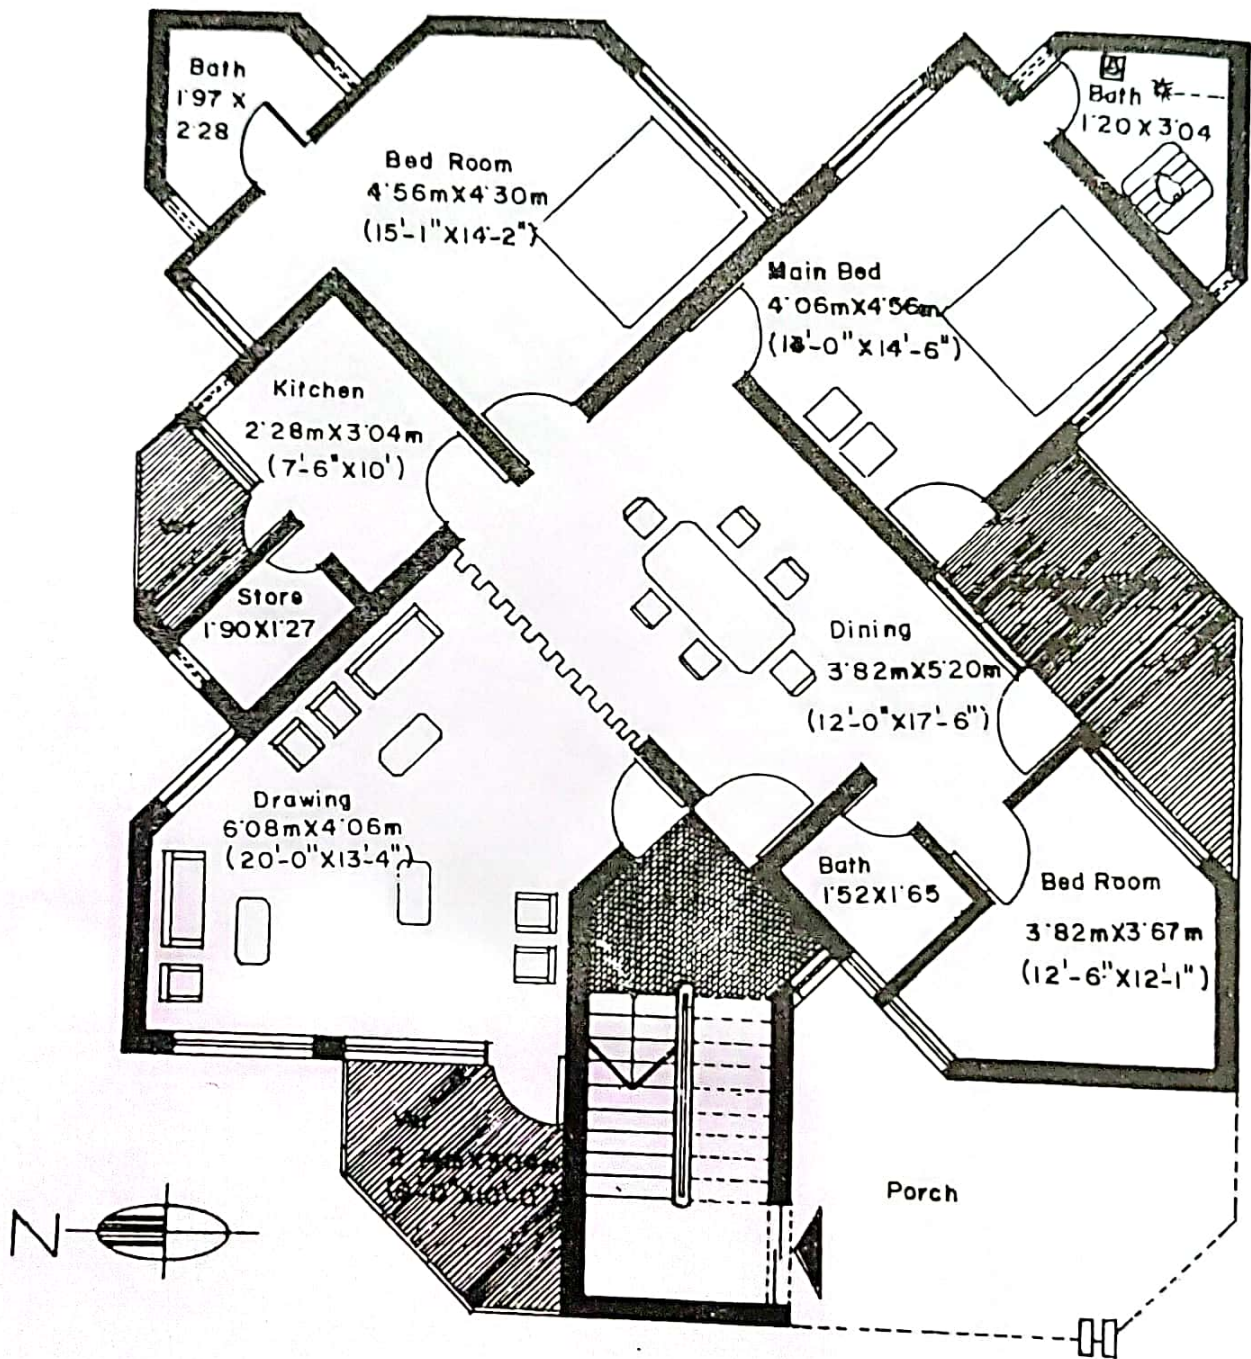 Bath
1'97 X
2'28
Bed Room
4'56mX4'30m
(15'-1"X14'-2")
Bath
1'20X3'04
Main Bed
4'06mX4'56m
(13'-0"X14'-6")
Kitchen
2'28mX3'04m
(7'-6"X10')
Store
1'90X1'27
Dining
3'82mX5'20m
(12'-0"X17'-6")
Drawing
6'08mX4'06m
(20'-0"X13'-4")
Bath
1'52X1'65
Bed Room
3'82mX3'67m
(12'-6"X12'-1")
Porch
N